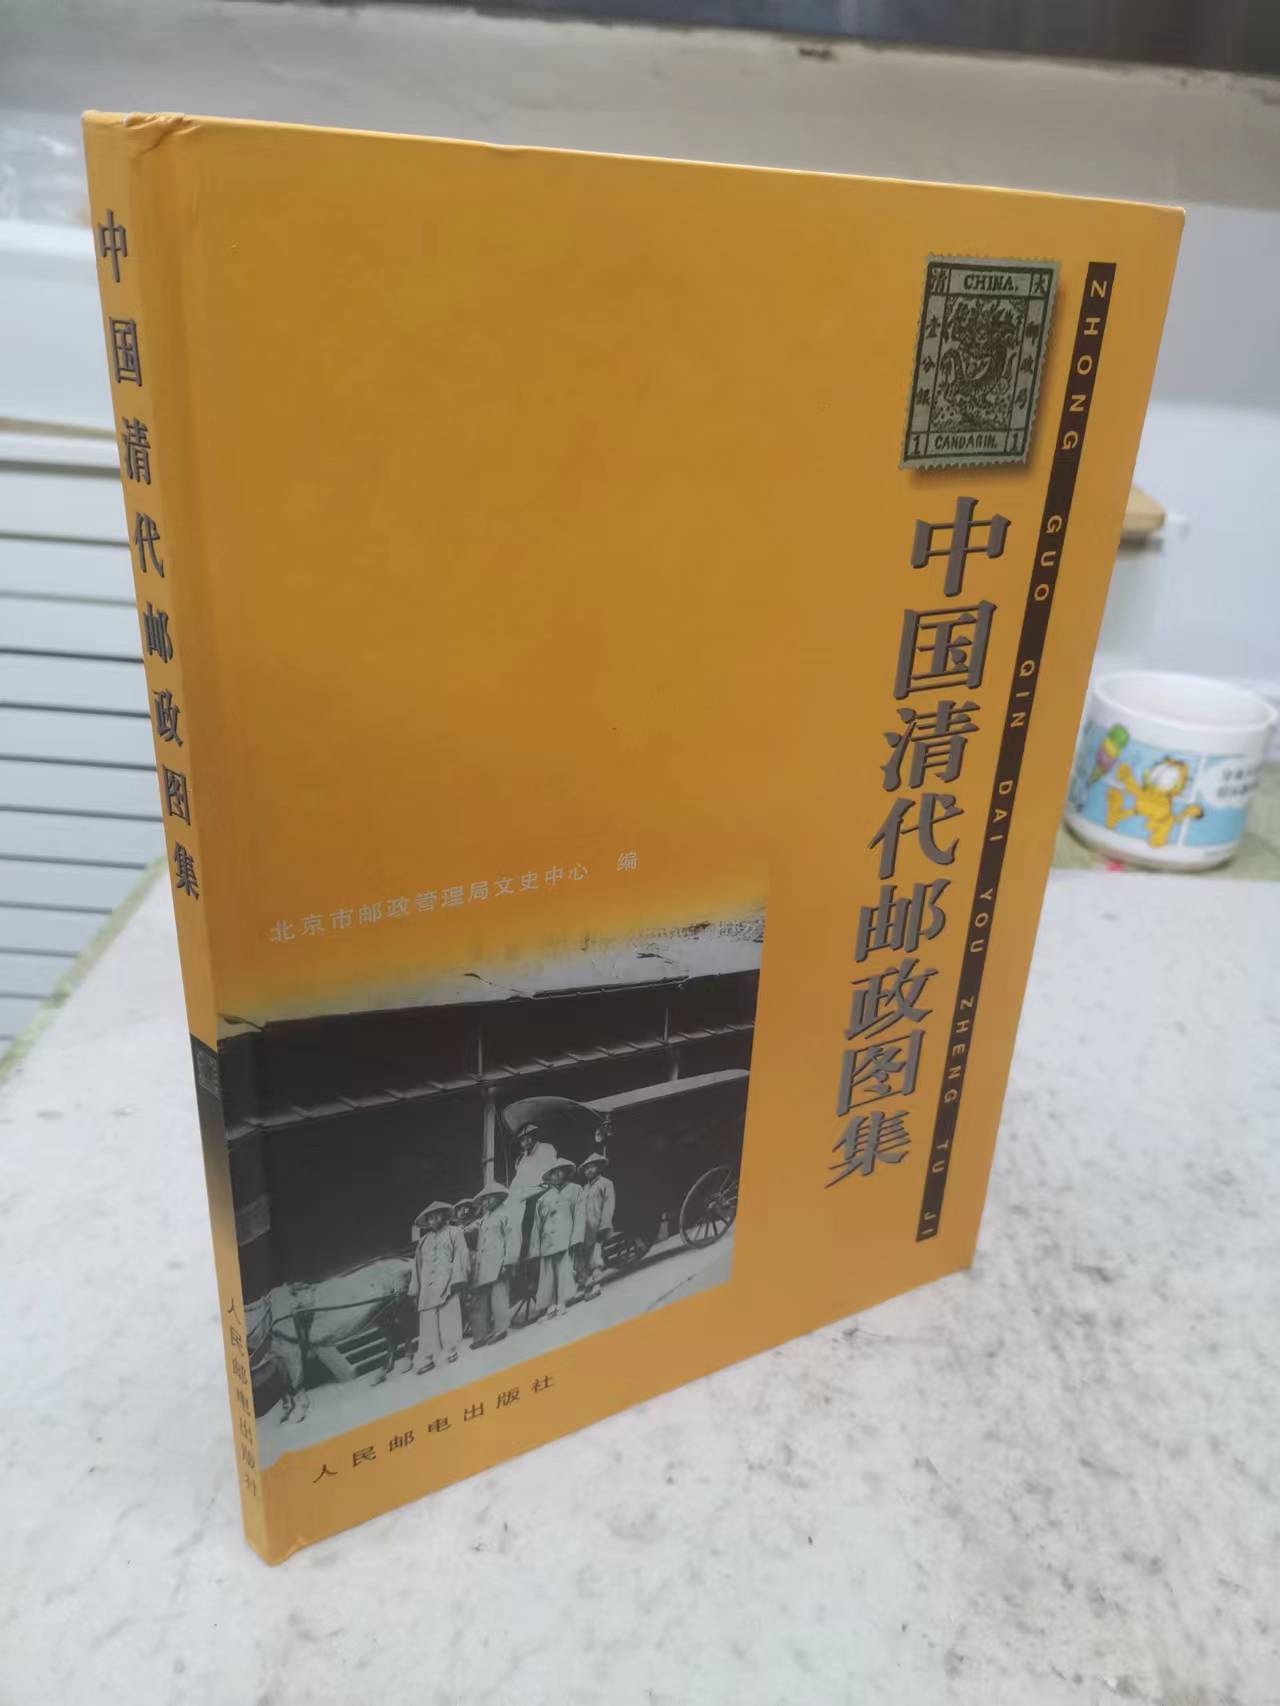 中国清代邮政图集
人民邮电出版社
清 CHINA. 大
壹分银
郵政局
1 CANDARIN. 1
ZHONG GUO QIN DAI YOU ZHENG TU JI
中国清代邮政图集
北京市邮政管理局文史中心 编
人民邮电出版社